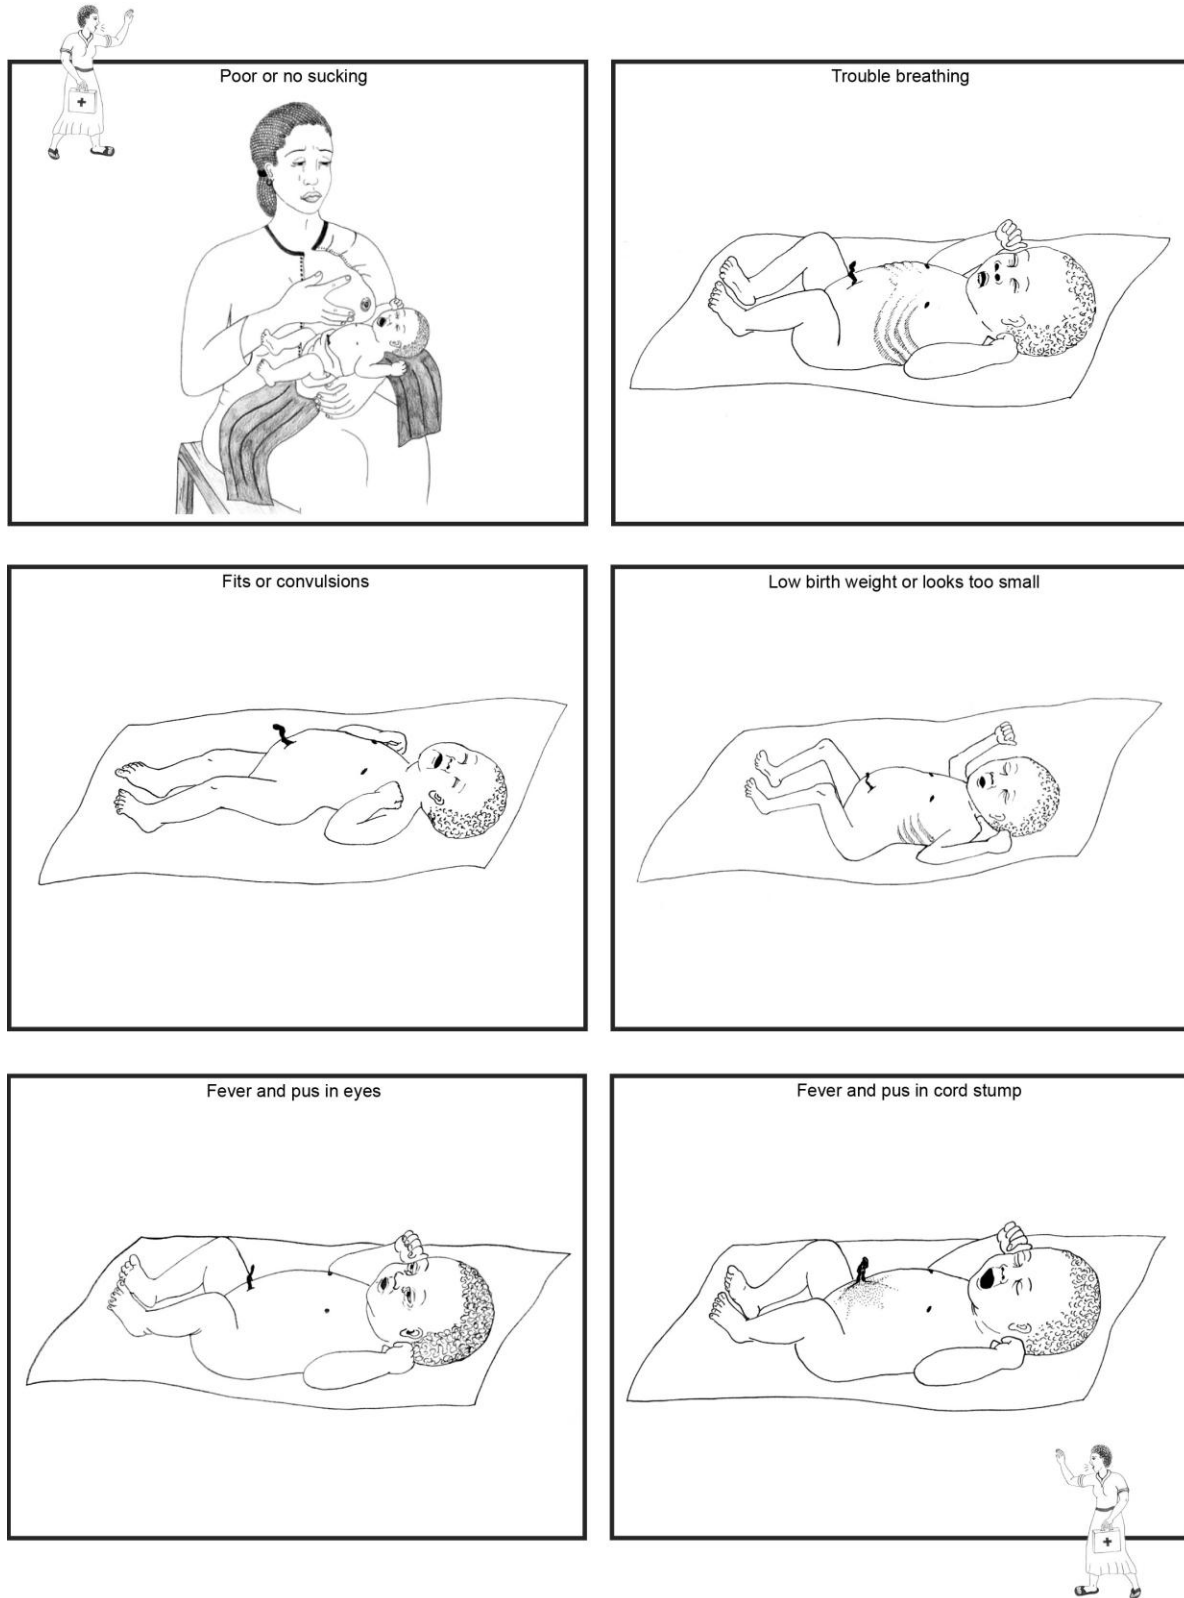 Poor or no sucking
Trouble breathing
Fits or convulsions
Low birth weight or looks too small
Fever and pus in eyes
Fever and pus in cord stump